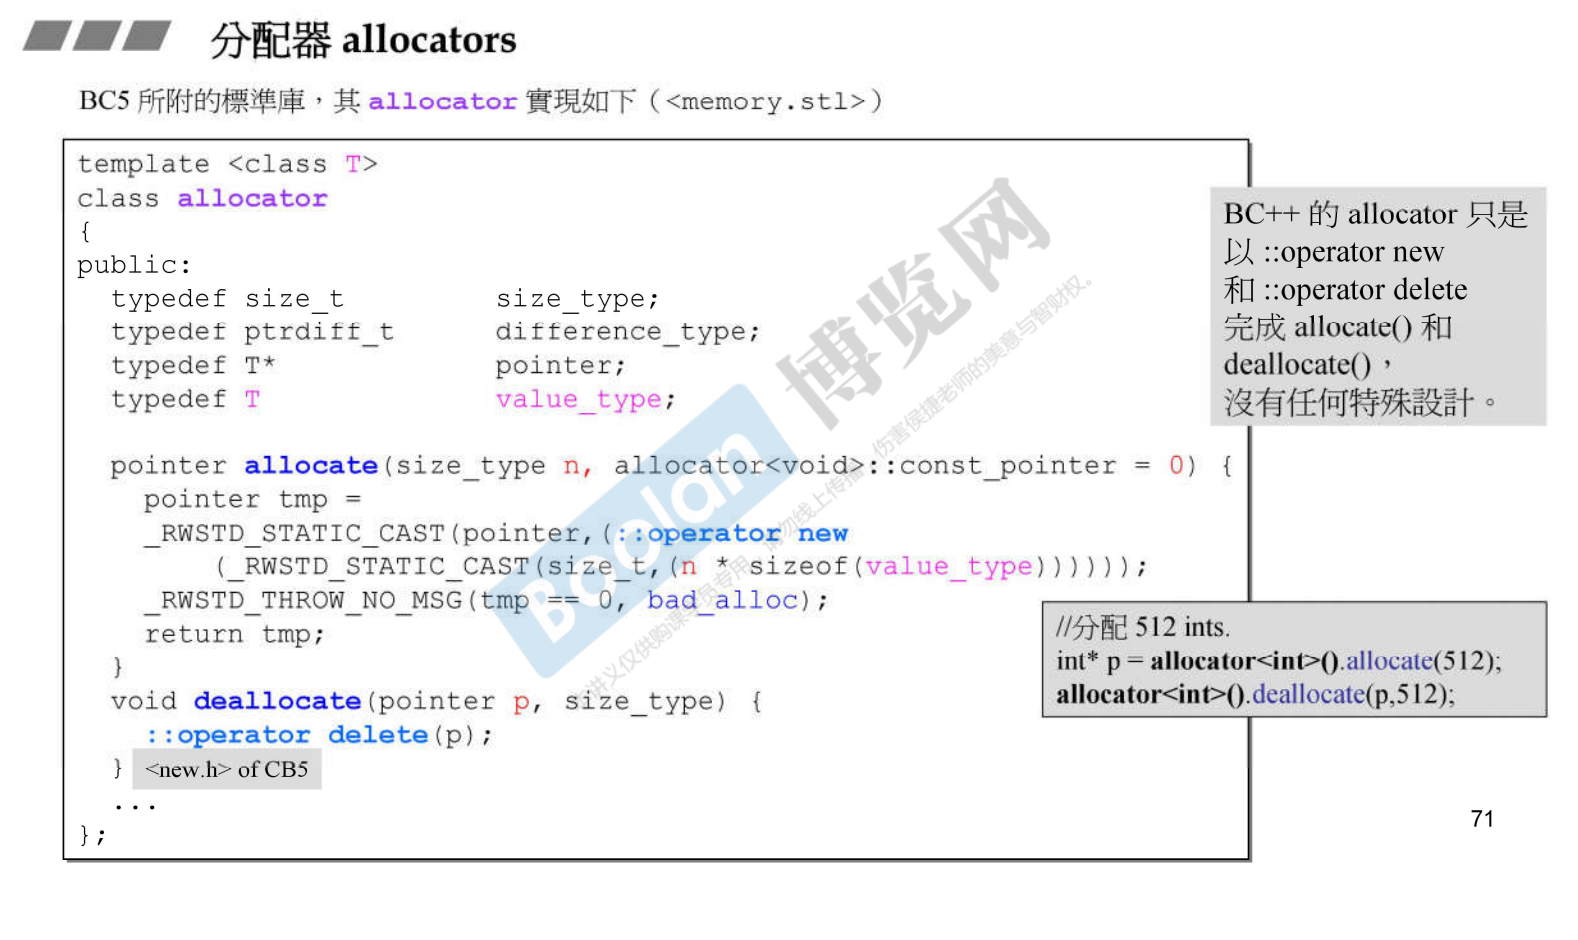 分配器 allocators
BC5 所附的標準庫，其 allocator 實現如下（<memory.stl>）
template <class T>
class allocator
{
public:
typedef size_t size_type;
typedef ptrdiff_t difference_type;
typedef T* pointer;
typedef T value_type;
pointer allocate(size_type n, allocator<void>::const_pointer = 0) {
pointer tmp =
_RWSTD_STATIC_CAST(pointer,(::operator new
(_RWSTD_STATIC_CAST(size_t,(n * sizeof(value_type))))));
_RWSTD_THROW_NO_MSG(tmp == 0, bad_alloc);
return tmp;
}
void deallocate(pointer p, size_type) {
::operator delete(p);
}
<new.h> of CB5
...
};
BC++ 的 allocator 只是
以 ::operator new
和 ::operator delete
完成 allocate() 和
deallocate()，
沒有任何特殊設計。
//分配 512 ints.
int* p = allocator<int>().allocate(512);
allocator<int>().deallocate(p,512);
71
Boolan 博览网
讲义仅供购课学员专用，请勿线上传播，伤害侯捷老师的美意与智财权。